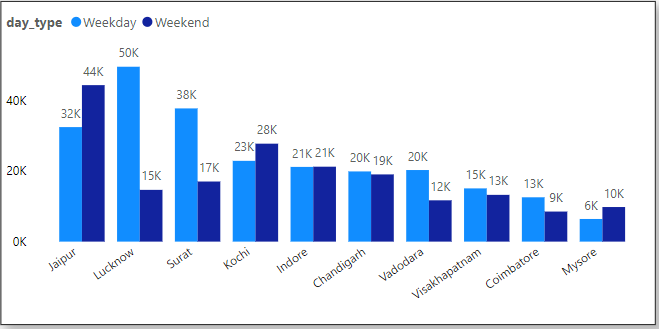 day_type Weekday Weekend
50K
44K
38K
40K
32K
28K
23K
21K 21K
20K 19K
20K
20K
17K
15K
15K
13K
13K
12K
10K
9K
6K
0K
Jaipur
Lucknow
Surat
Kochi
Indore
Chandigarh
Vadodara
Visakhapatnam
Coimbatore
Mysore